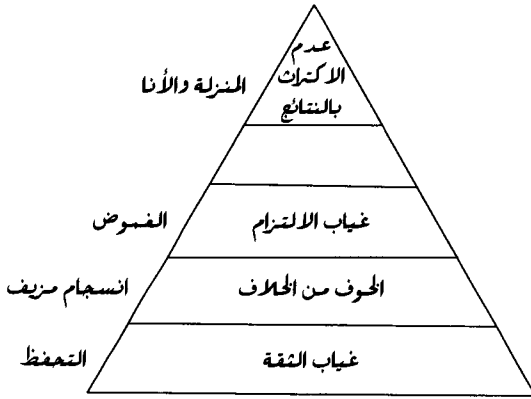 عدم
الاكتراث
بالنتائج
المنزلة والأنا
غياب الالتزام
الغموض
الخوف من الخلاف
انسجام مزيف
غياب الثقة
التحفظ